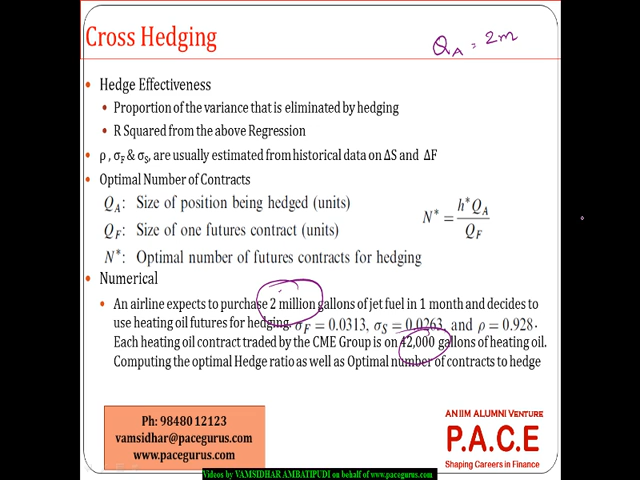 Cross Hedging
Q_A = 2m
• Hedge Effectiveness
• Proportion of the variance that is eliminated by hedging
• R Squared from the above Regression
• ρ, σF & σS, are usually estimated from historical data on ΔS and ΔF
• Optimal Number of Contracts
Q_A: Size of position being hedged (units)
Q_F: Size of one futures contract (units)
N*: Optimal number of futures contracts for hedging
N* = h*Q_A / Q_F
• Numerical
• An airline expects to purchase 2 million gallons of jet fuel in 1 month and decides to
use heating oil futures for hedging. σF = 0.0313, σS = 0.0263, and ρ = 0.928.
Each heating oil contract traded by the CME Group is on 42,000 gallons of heating oil.
Computing the optimal Hedge ratio as well as Optimal number of contracts to hedge
Ph: 98480 12123
vamsidhar@pacegurus.com
www.pacegurus.com
AN IIM ALUMNI VENTURE
P.A.C.E
Shaping Careers in Finance
Videos by VAMSIDHAR AMBATIPUDI on behalf of www.pacegurus.com